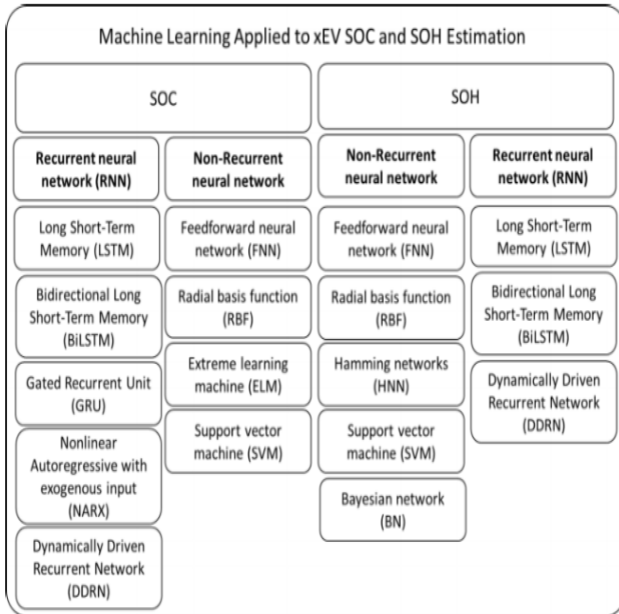 Machine Learning Applied to xEV SOC and SOH Estimation
SOC
Recurrent neural
network (RNN)
Long Short-Term
Memory (LSTM)
Bidirectional Long
Short-Term Memory
(BiLSTM)
Gated Recurrent Unit
(GRU)
Nonlinear
Autoregressive with
exogenous input
(NARX)
Dynamically Driven
Recurrent Network
(DDRN)
Non-Recurrent
neural network
Feedforward neural
network (FNN)
Radial basis function
(RBF)
Extreme learning
machine (ELM)
Support vector
machine (SVM)
SOH
Non-Recurrent
neural network
Feedforward neural
network (FNN)
Radial basis function
(RBF)
Hamming networks
(HNN)
Support vector
machine (SVM)
Bayesian network
(BN)
Recurrent neural
network (RNN)
Long Short-Term
Memory (LSTM)
Bidirectional Long
Short-Term Memory
(BiLSTM)
Dynamically Driven
Recurrent Network
(DDRN)